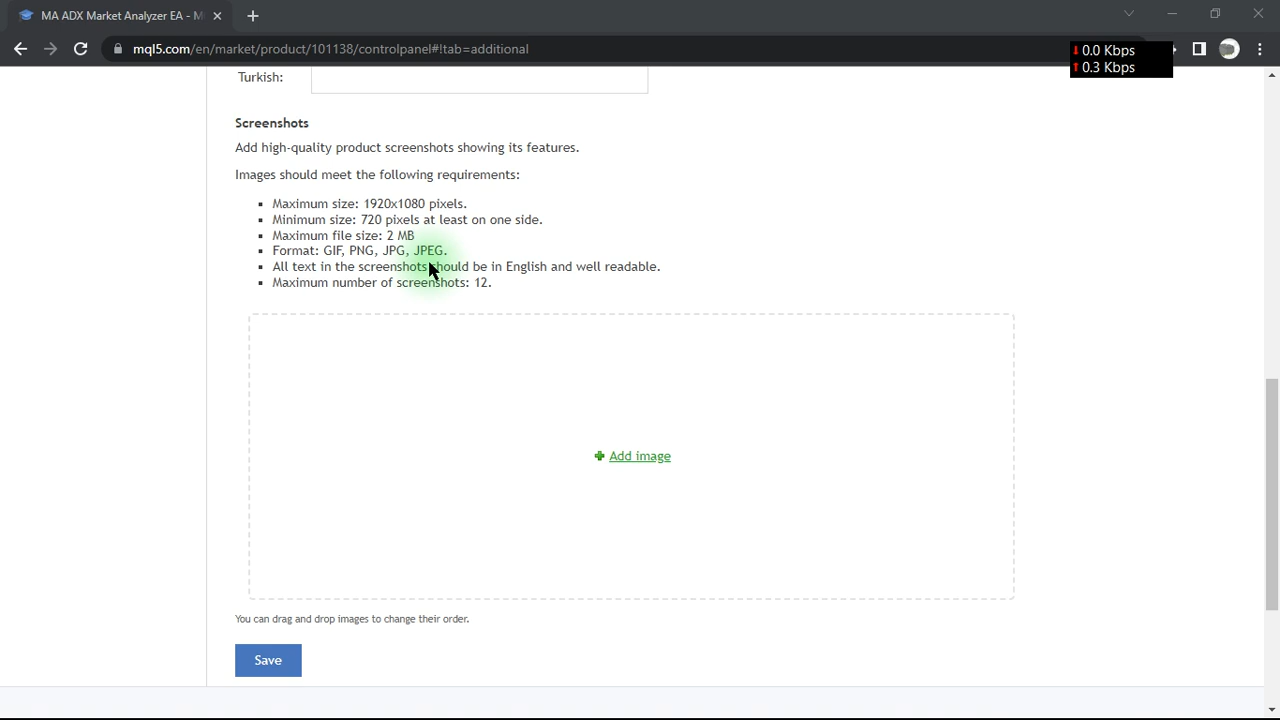 MA ADX Market Analyzer EA - M
mql5.com/en/market/product/101138/controlpanel#!tab=additional
0.0 Kbps
0.3 Kbps
Turkish:
Screenshots
Add high-quality product screenshots showing its features.
Images should meet the following requirements:
Maximum size: 1920x1080 pixels.
Minimum size: 720 pixels at least on one side.
Maximum file size: 2 MB
Format: GIF, PNG, JPG, JPEG.
All text in the screenshots should be in English and well readable.
Maximum number of screenshots: 12.
Add image
You can drag and drop images to change their order.
Save